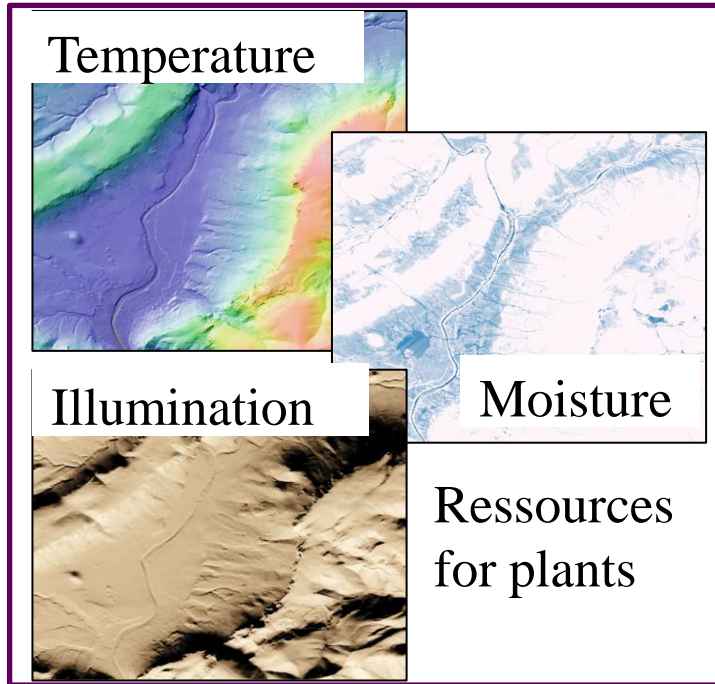 Temperature
Illumination
Moisture
Ressources
for plants